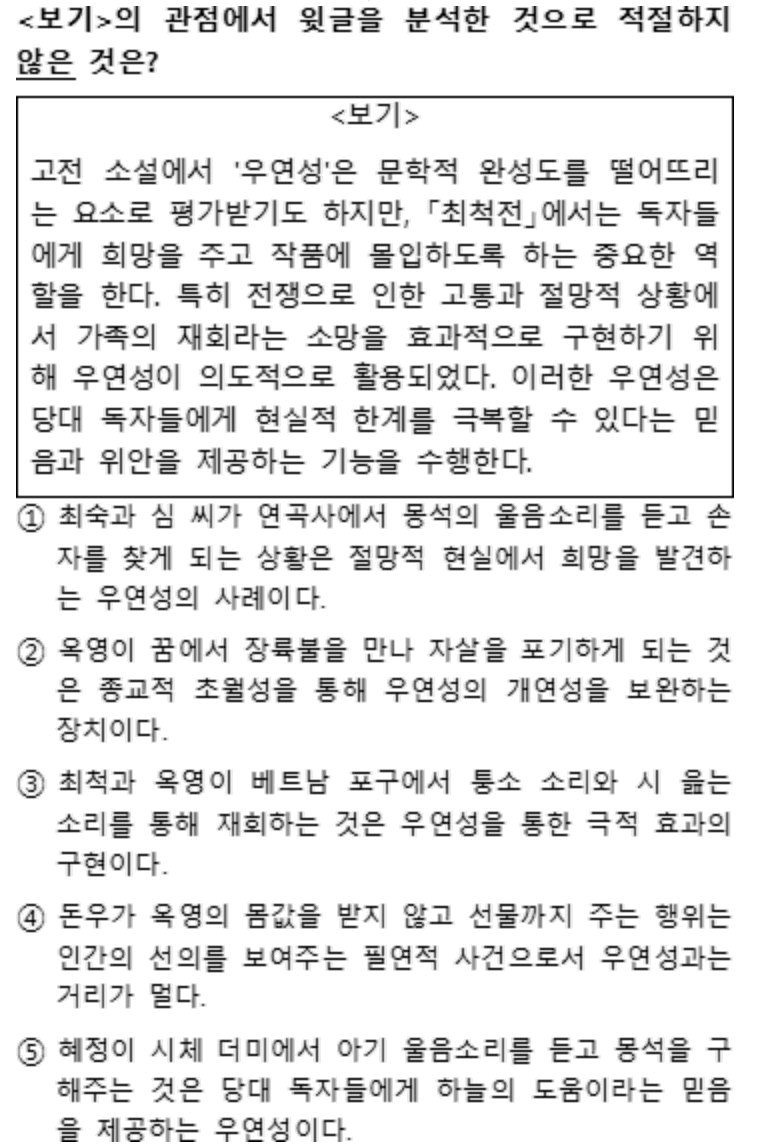 <보기>의 관점에서 윗글을 분석한 것으로 적절하지
않은 것은?
<보기>
고전 소설에서 '우연성'은 문학적 완성도를 떨어뜨리
는 요소로 평가받기도 하지만, 「최척전」에서는 독자들
에게 희망을 주고 작품에 몰입하도록 하는 중요한 역
할을 한다. 특히 전쟁으로 인한 고통과 절망적 상황에
서 가족의 재회라는 소망을 효과적으로 구현하기 위
해 우연성이 의도적으로 활용되었다. 이러한 우연성은
당대 독자들에게 현실적 한계를 극복할 수 있다는 믿
음과 위안을 제공하는 기능을 수행한다.
① 최숙과 심 씨가 연곡사에서 몽석의 울음소리를 듣고 손
자를 찾게 되는 상황은 절망적 현실에서 희망을 발견하
는 우연성의 사례이다.
② 옥영이 꿈에서 장륙불을 만나 자살을 포기하게 되는 것
은 종교적 초월성을 통해 우연성의 개연성을 보완하는
장치이다.
③ 최척과 옥영이 베트남 포구에서 퉁소 소리와 시 읊는
소리를 통해 재회하는 것은 우연성을 통한 극적 효과의
구현이다.
④ 돈우가 옥영의 몸값을 받지 않고 선물까지 주는 행위는
인간의 선의를 보여주는 필연적 사건으로서 우연성과는
거리가 멀다.
⑤ 혜정이 시체 더미에서 아기 울음소리를 듣고 몽석을 구
해주는 것은 당대 독자들에게 하늘의 도움이라는 믿음
을 제공하는 우연성이다.